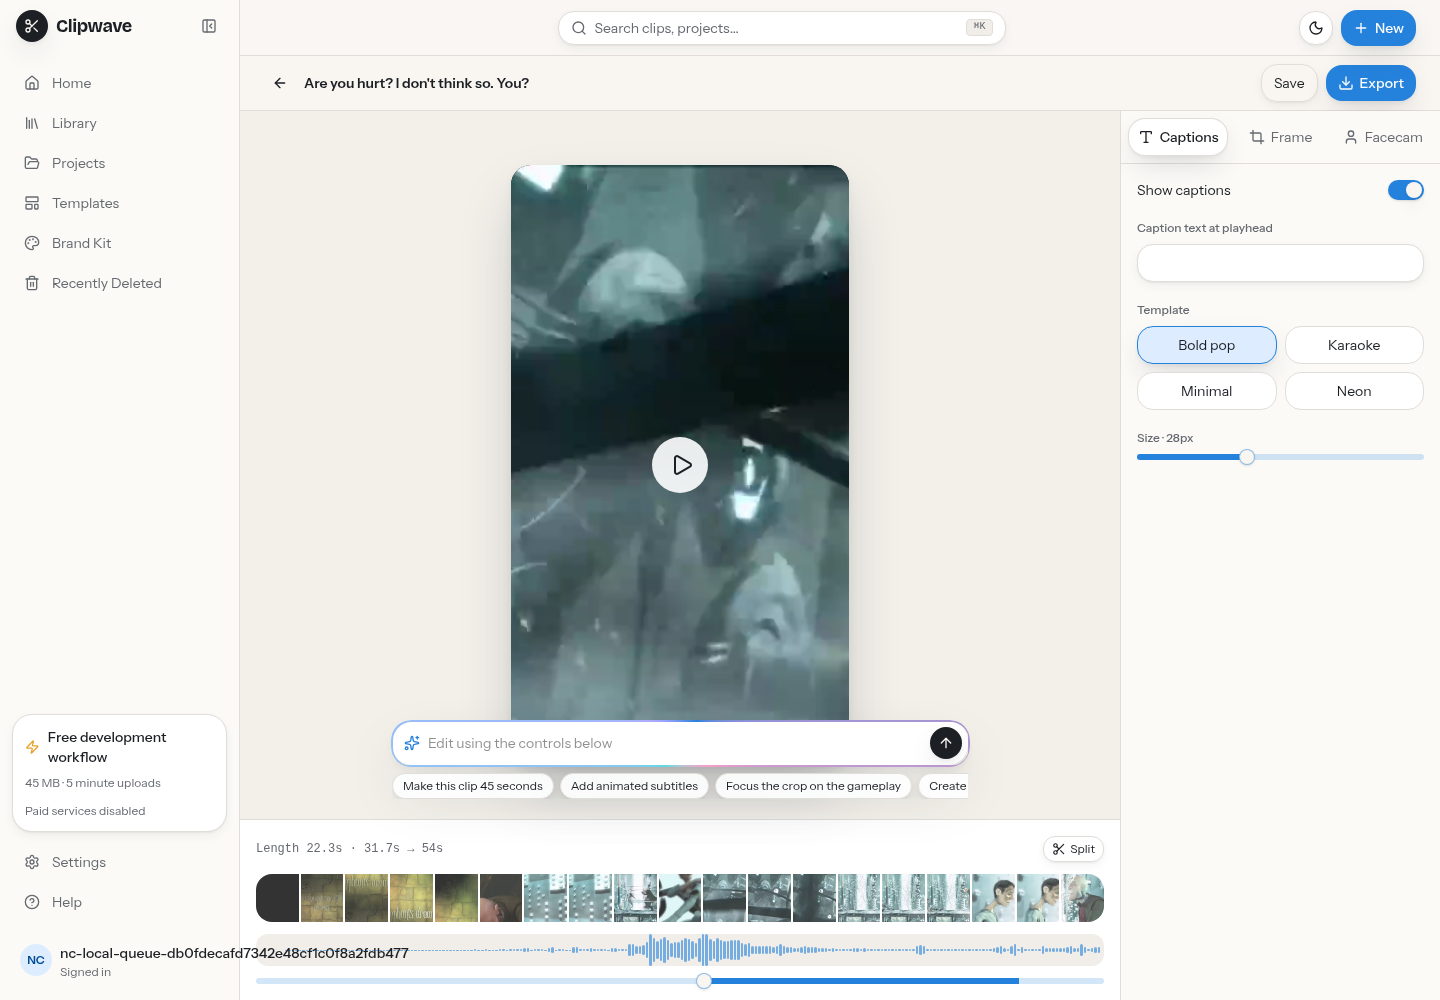 Clipwave
Search clips, projects...
⌘K
New
Home
Library
Projects
Templates
Brand Kit
Recently Deleted
Free development
workflow
45 MB · 5 minute uploads
Paid services disabled
Settings
Help
NC
nc-local-queue-db0fdecafd7342e48cf1c0f8a2fdb477
Signed in
Are you hurt? I don't think so. You?
Save
Export
Edit using the controls below
Make this clip 45 seconds
Add animated subtitles
Focus the crop on the gameplay
Create
Length 22.3s · 31.7s → 54s
Split
Captions
Frame
Facecam
Show captions
Caption text at playhead
Template
Bold pop
Karaoke
Minimal
Neon
Size · 28px